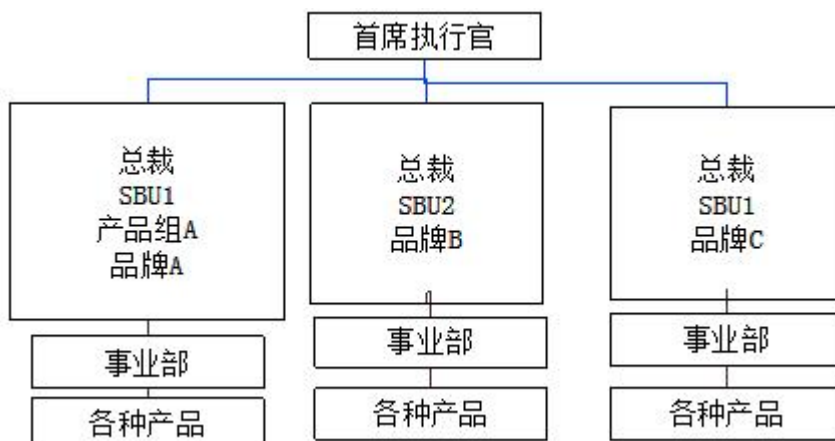 首席执行官
总裁
SBU1
产品组A
品牌A
总裁
SBU2
品牌B
总裁
SBU1
品牌C
事业部
事业部
事业部
各种产品
各种产品
各种产品